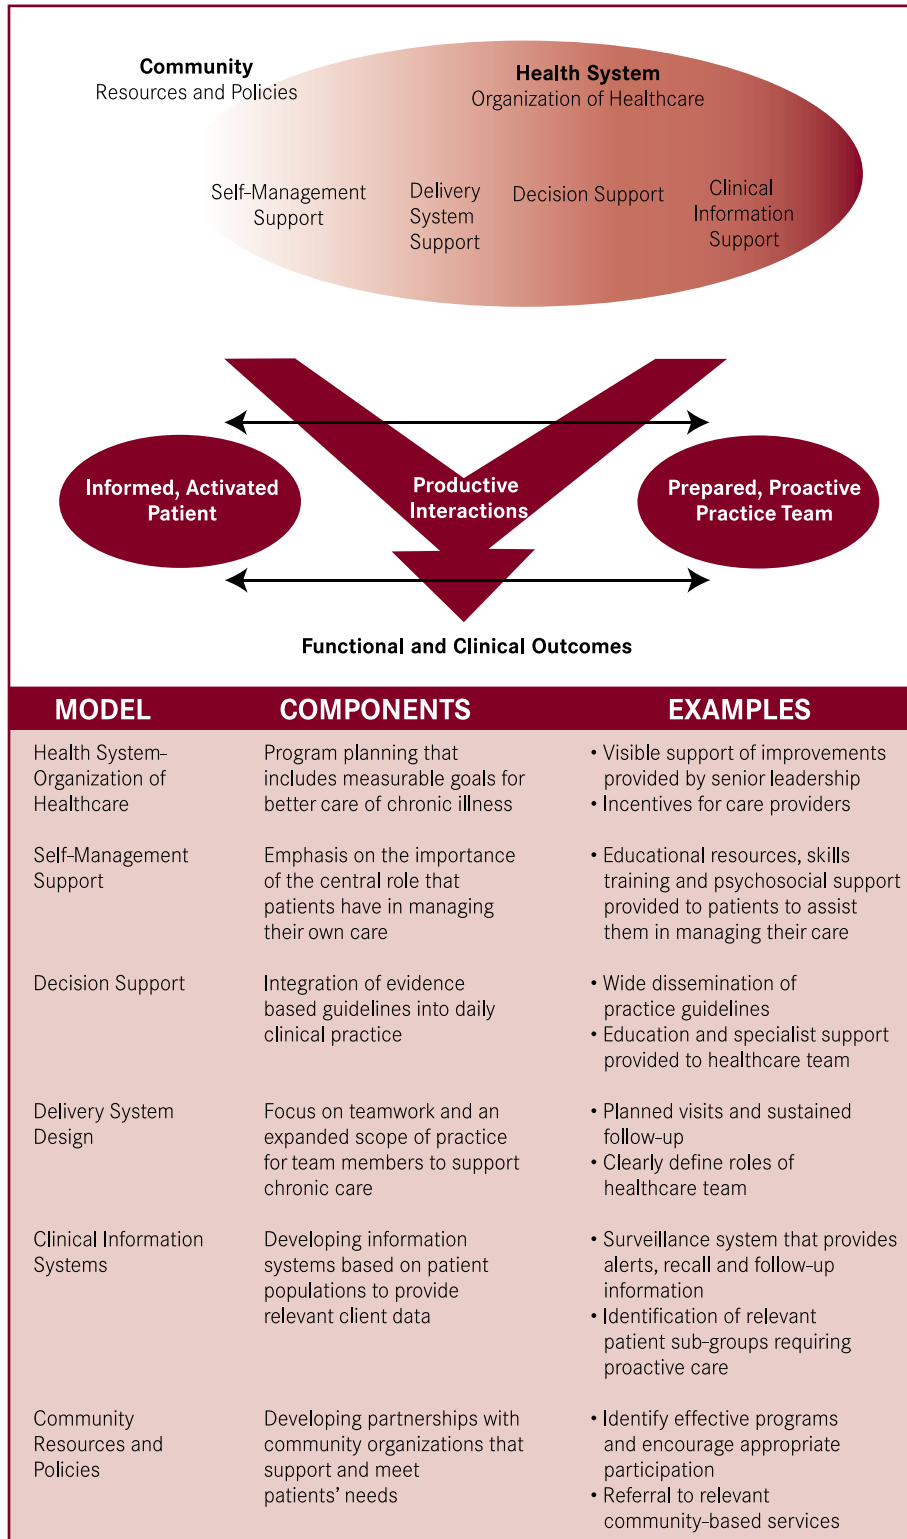 Community
Resources and Policies
Health System
Organization of Healthcare
Self-Management
Support
Delivery
System
Support
Decision Support
Clinical
Information
Support
Informed, Activated
Patient
Productive
Interactions
Prepared, Proactive
Practice Team
Functional and Clinical Outcomes
MODEL COMPONENTS EXAMPLES
Health System-
Organization of
Healthcare
Program planning that
includes measurable goals for
better care of chronic illness
• Visible support of improvements
provided by senior leadership
• Incentives for care providers
Self-Management
Support
Emphasis on the importance
of the central role that
patients have in managing
their own care
• Educational resources, skills
training and psychosocial support
provided to patients to assist
them in managing their care
Decision Support
Integration of evidence
based guidelines into daily
clinical practice
• Wide dissemination of
practice guidelines
• Education and specialist support
provided to healthcare team
Delivery System
Design
Focus on teamwork and an
expanded scope of practice
for team members to support
chronic care
• Planned visits and sustained
follow-up
• Clearly define roles of
healthcare team
Clinical Information
Systems
Developing information
systems based on patient
populations to provide
relevant client data
• Surveillance system that provides
alerts, recall and follow-up
information
• Identification of relevant
patient sub-groups requiring
proactive care
Community
Resources and
Policies
Developing partnerships with
community organizations that
support and meet
patients’ needs
• Identify effective programs
and encourage appropriate
participation
• Referral to relevant
community-based services